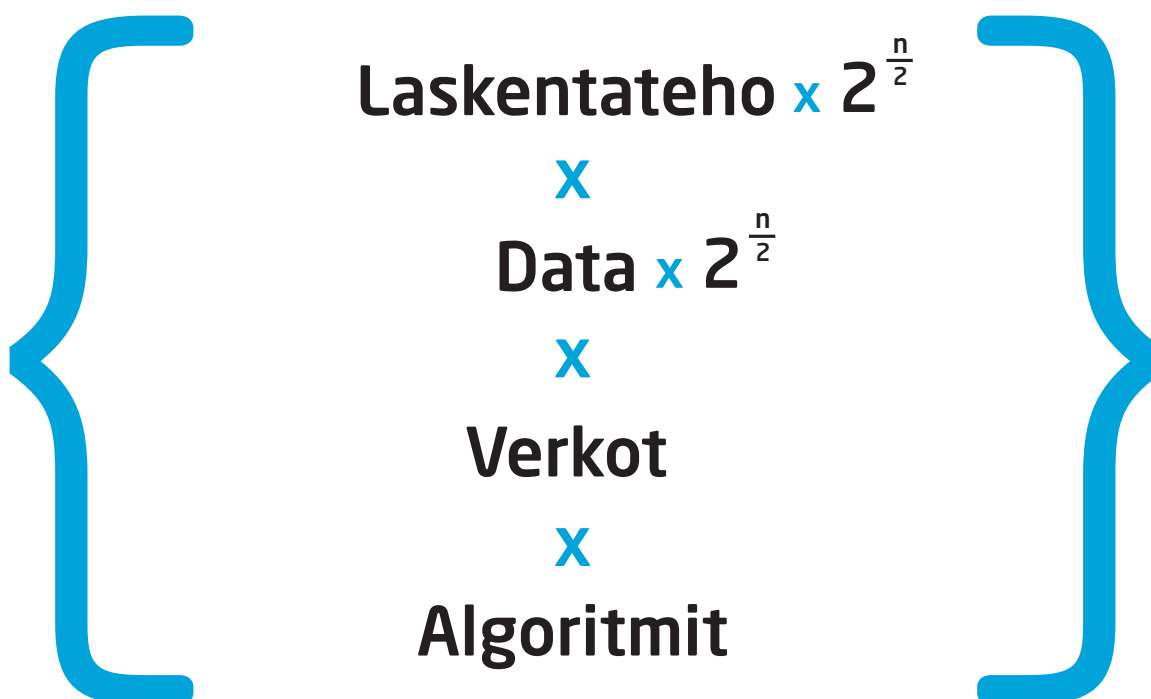 Laskentateho x 2^(n/2)
x
Data x 2^(n/2)
x
Verkot
x
Algoritmit